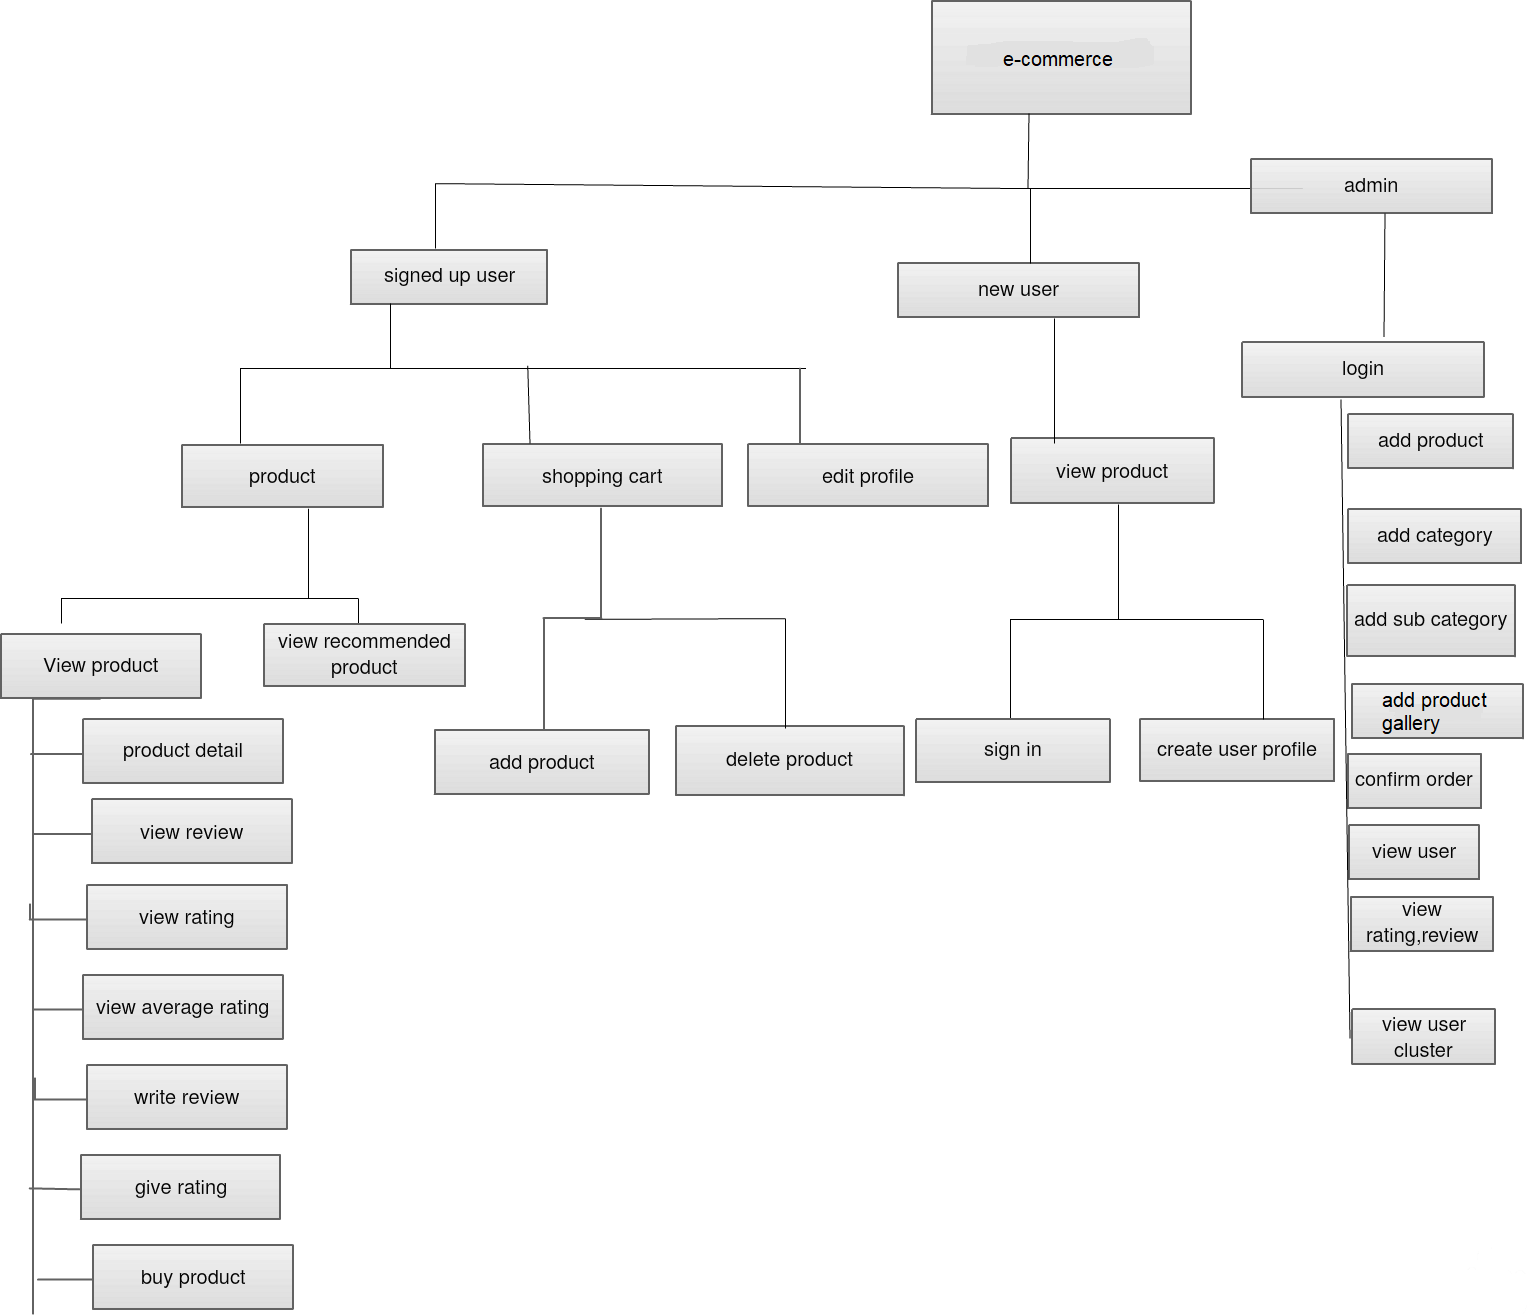 e-commerce
admin
signed up user
new user
login
add product
product
shopping cart
edit profile
view product
add category
add sub category
View product
view recommended
product
add product
gallery
product detail
add product
delete product
sign in
create user profile
confirm order
view review
view user
view rating
view
rating,review
view average rating
view user
cluster
write review
give rating
buy product